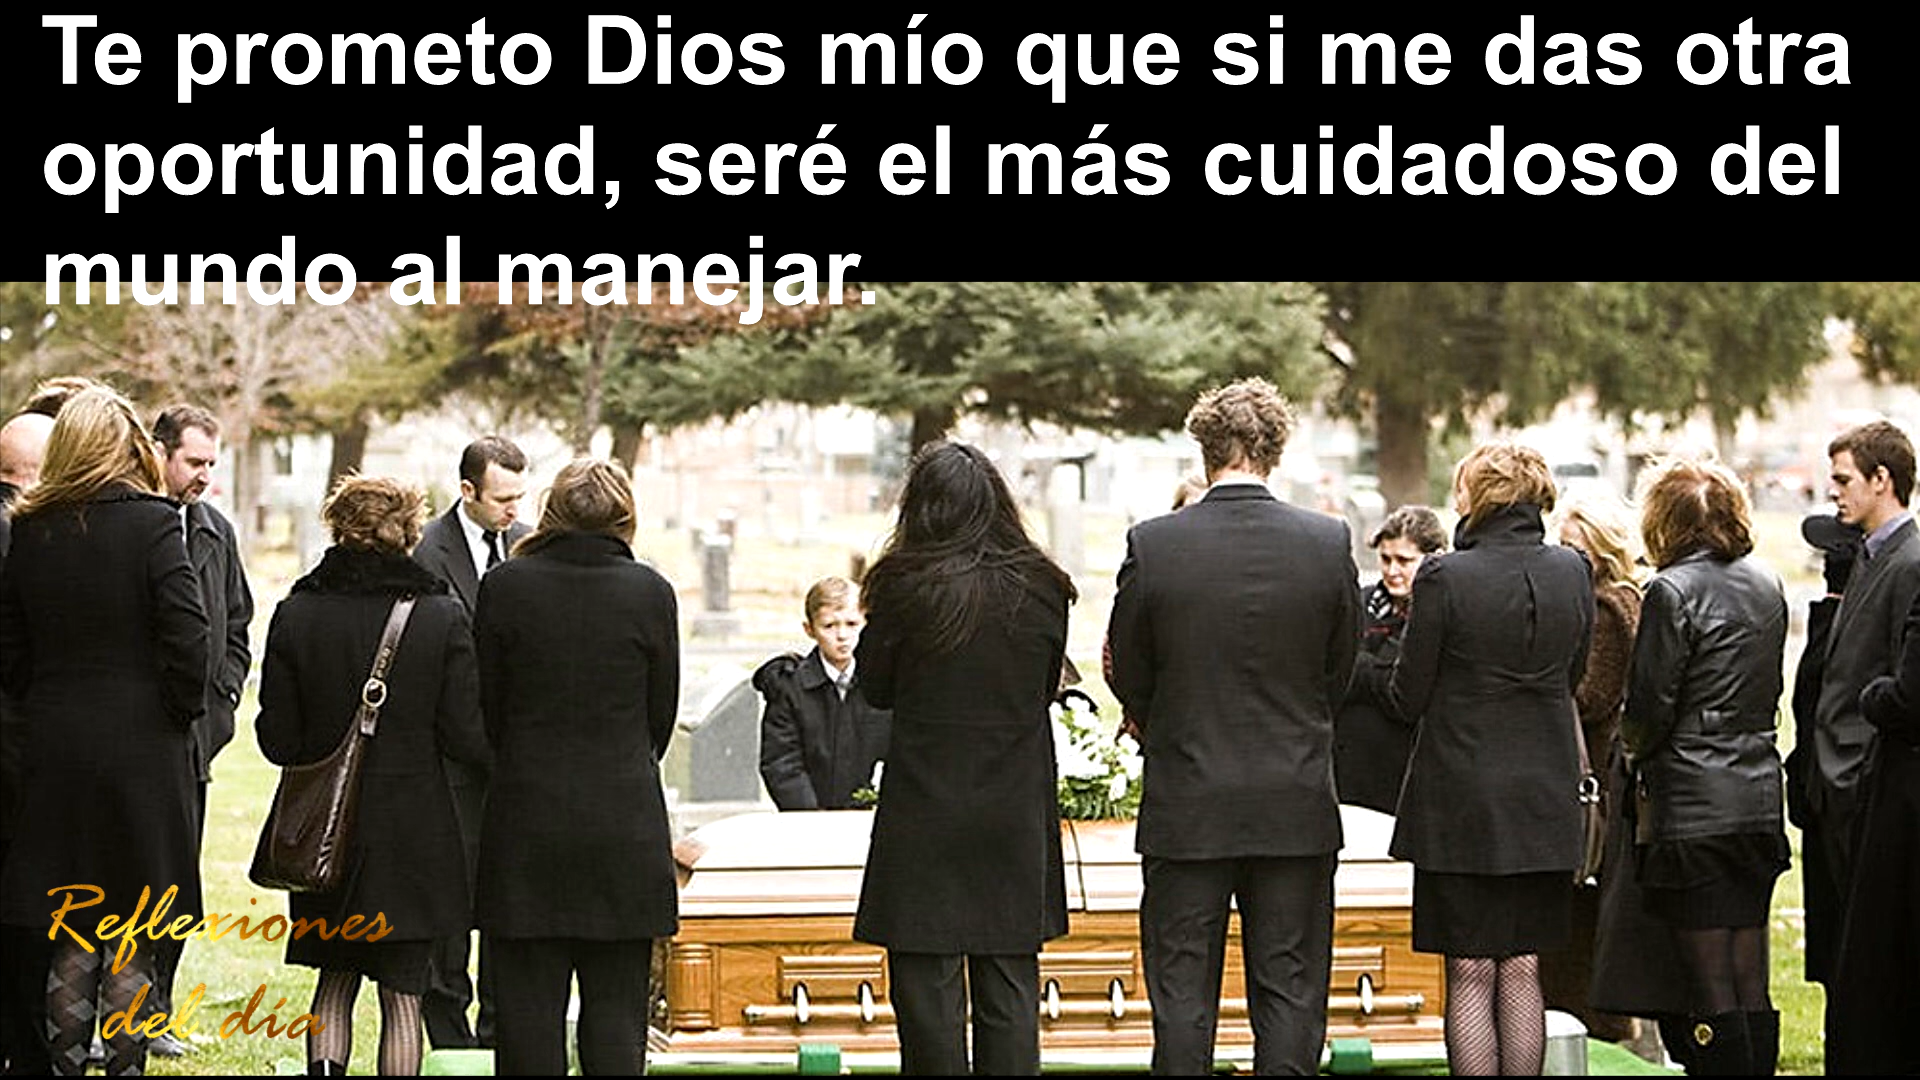 Te prometo Dios mío que si me das otra
oportunidad, seré el más cuidadoso del
mundo al manejar.
Reflexiones
del día